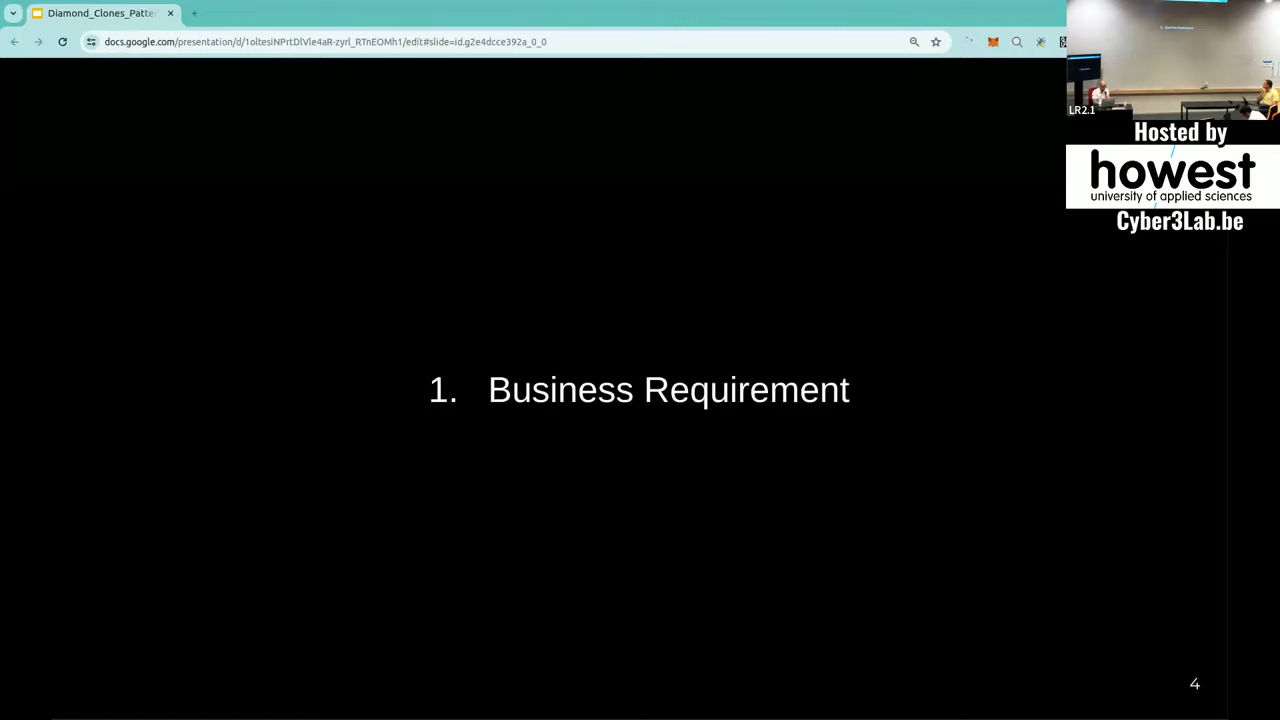 Diamond_Clones_Patte
docs.google.com/presentation/d/1oltesiNPrtDlVle4aR-zyrl_RTnEOMh1/edit#slide=id.g2e4dcce392a_0_0
LR2.1
Hosted by
howest
university of applied sciences
Cyber3Lab.be
1. Business Requirement
4